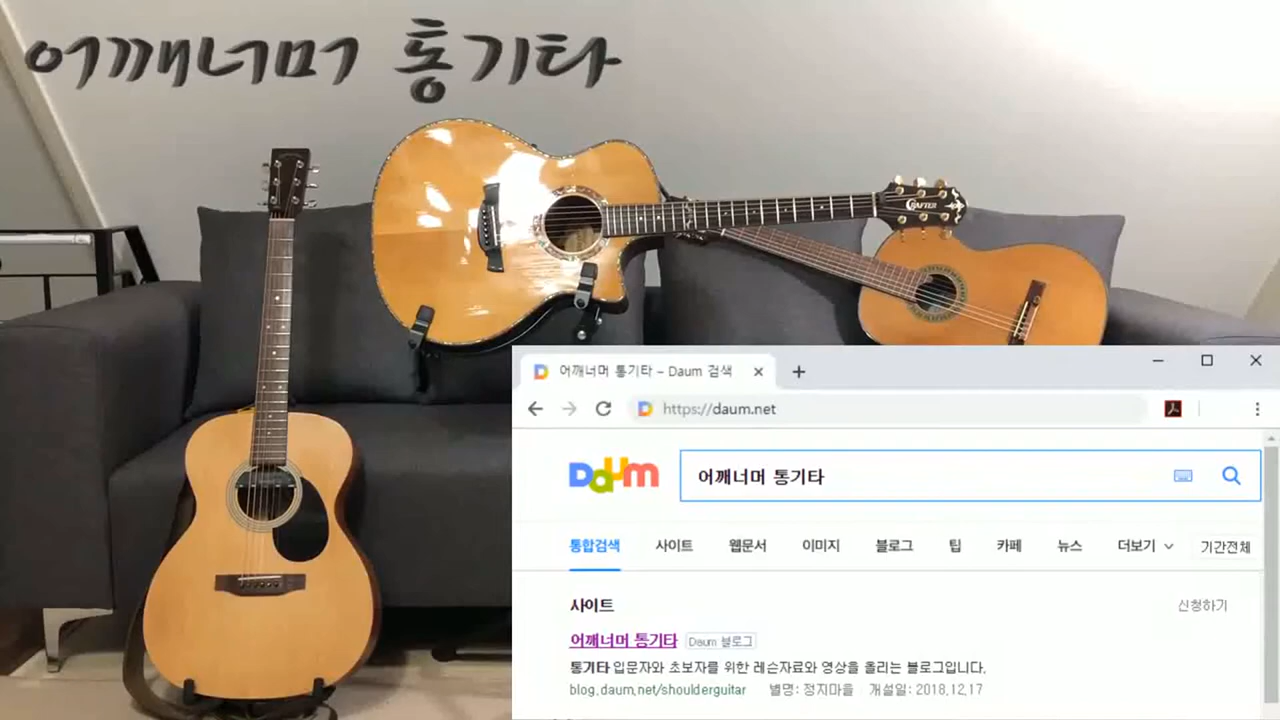 어깨너머 통기타
CRAFTER
어깨너머 통기타 – Daum 검색
https://daum.net
Daum
어깨너머 통기타
통합검색 사이트 웹문서 이미지 블로그 팁 카페 뉴스 더보기 기간전체
사이트 신청하기
어깨너머 통기타 Daum 블로그
통기타 입문자와 초보자를 위한 레슨자료와 영상을 올리는 블로그입니다.
blog.daum.net/shoulderguitar 별명: 정지마을 개설일: 2018.12.17